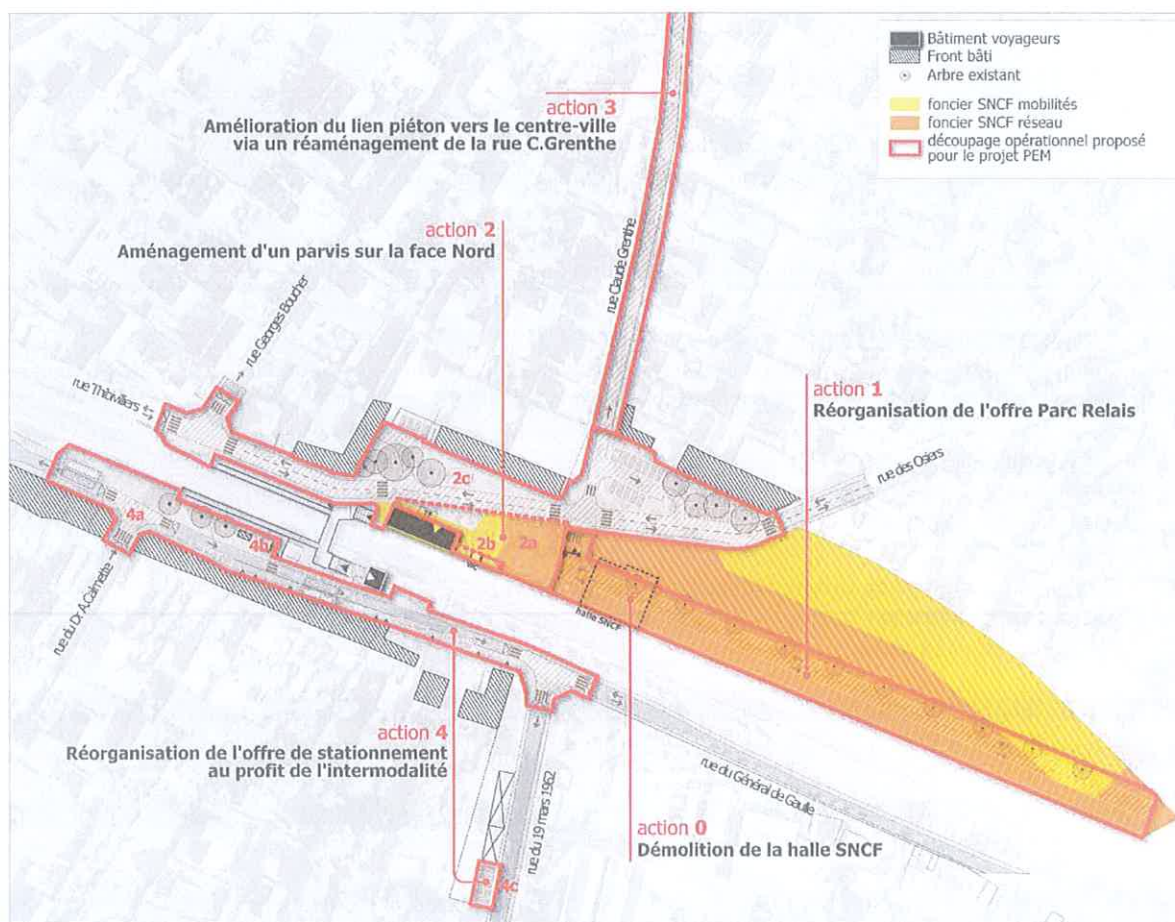 Bâtiment voyageurs
Front bâti
Arbre existant
foncier SNCF mobilités
foncier SNCF réseau
découpage opérationnel proposé
pour le projet PEM
action 3
Amélioration du lien piéton vers le centre-ville
via un réaménagement de la rue C.Grenthe
action 2
Aménagement d'un parvis sur la face Nord
rue Claude Grenthe
rue Georges Boucher
rue Thibivilliers
action 1
Réorganisation de l'offre Parc Relais
rue des Osiers
2c
2b
2a
4a
4b
halle SNCF
rue du Dr A.Calmette
action 4
Réorganisation de l'offre de stationnement
au profit de l'intermodalité
rue du 19 mars 1962
rue du Général de Gaulle
4c
action 0
Démolition de la halle SNCF